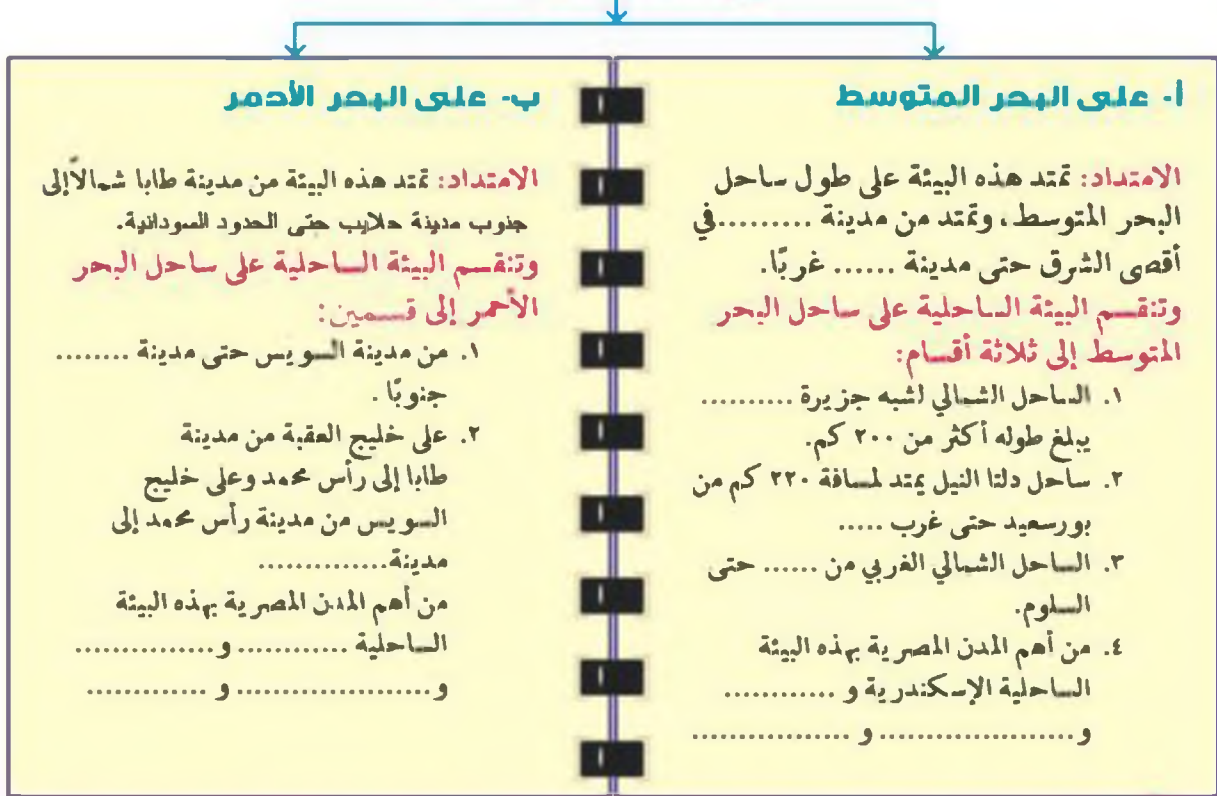 أ- على البحر المتوسط
الامتداد: تمتد هذه البيئة على طول ساحل
البحر المتوسط، وتمتد من مدينة .........في
أقصى الشرق حتى مدينة ...... غربًا.
وتنقسم البيئة الساحلية على ساحل البحر
المتوسط إلى ثلاثة أقسام:
١. الساحل الشمالي لشبه جزيرة ..........
يبلغ طوله أكثر من ٢٠٠ كم.
٢. ساحل دلتا النيل يمتد لمسافة ٢٢٠ كم من
بورسعيد حتى غرب .....
٣. الساحل الشمالي الغربي من ...... حتى
السلوم.
٤. من أهم المدن المصرية بهذه البيئة
الساحلية الإسكندرية و ............
و .................... و .................
ب- على البحر الأحمر
الامتداد: تمتد هذه البيئة من مدينة طابا شمالاً إلى
جنوب مدينة حلايب حتى الحدود السودانية.
وتنقسم البيئة الساحلية على ساحل البحر
الأحمر إلى قسمين:
١. من مدينة السويس حتى مدينة ........
جنوبًا .
٢. على خليج العقبة من مدينة
طابا إلى رأس محمد وعلى خليج
السويس من مدينة رأس محمد إلى
مدينة..............
من أهم المدن المصرية بهذه البيئة
الساحلية ............ و...............
و .................... و .............